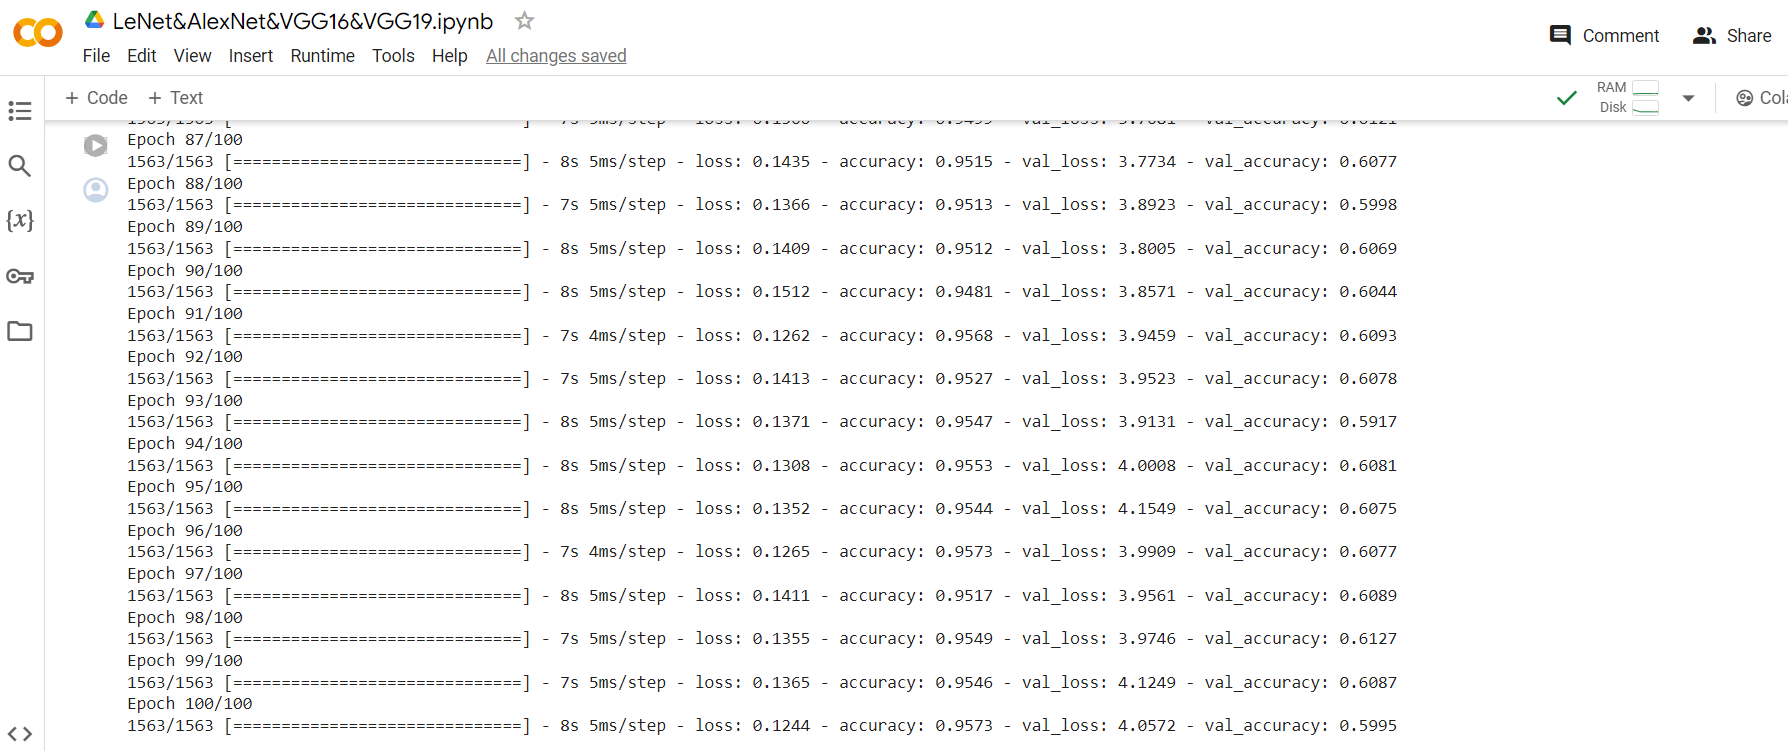 LeNet&AlexNet&VGG16&VGG19.ipynb
File Edit View Insert Runtime Tools Help All changes saved
Comment Share
+ Code + Text
RAM
Disk
Epoch 87/100
1563/1563 [==============================] - 8s 5ms/step - loss: 0.1435 - accuracy: 0.9515 - val_loss: 3.7734 - val_accuracy: 0.6077
Epoch 88/100
1563/1563 [==============================] - 7s 5ms/step - loss: 0.1366 - accuracy: 0.9513 - val_loss: 3.8923 - val_accuracy: 0.5998
Epoch 89/100
1563/1563 [==============================] - 8s 5ms/step - loss: 0.1409 - accuracy: 0.9512 - val_loss: 3.8005 - val_accuracy: 0.6069
Epoch 90/100
1563/1563 [==============================] - 8s 5ms/step - loss: 0.1512 - accuracy: 0.9481 - val_loss: 3.8571 - val_accuracy: 0.6044
Epoch 91/100
1563/1563 [==============================] - 7s 4ms/step - loss: 0.1262 - accuracy: 0.9568 - val_loss: 3.9459 - val_accuracy: 0.6093
Epoch 92/100
1563/1563 [==============================] - 7s 5ms/step - loss: 0.1413 - accuracy: 0.9527 - val_loss: 3.9523 - val_accuracy: 0.6078
Epoch 93/100
1563/1563 [==============================] - 8s 5ms/step - loss: 0.1371 - accuracy: 0.9547 - val_loss: 3.9131 - val_accuracy: 0.5917
Epoch 94/100
1563/1563 [==============================] - 8s 5ms/step - loss: 0.1308 - accuracy: 0.9553 - val_loss: 4.0008 - val_accuracy: 0.6081
Epoch 95/100
1563/1563 [==============================] - 8s 5ms/step - loss: 0.1352 - accuracy: 0.9544 - val_loss: 4.1549 - val_accuracy: 0.6075
Epoch 96/100
1563/1563 [==============================] - 7s 4ms/step - loss: 0.1265 - accuracy: 0.9573 - val_loss: 3.9909 - val_accuracy: 0.6077
Epoch 97/100
1563/1563 [==============================] - 8s 5ms/step - loss: 0.1411 - accuracy: 0.9517 - val_loss: 3.9561 - val_accuracy: 0.6089
Epoch 98/100
1563/1563 [==============================] - 7s 5ms/step - loss: 0.1355 - accuracy: 0.9549 - val_loss: 3.9746 - val_accuracy: 0.6127
Epoch 99/100
1563/1563 [==============================] - 7s 5ms/step - loss: 0.1365 - accuracy: 0.9546 - val_loss: 4.1249 - val_accuracy: 0.6087
Epoch 100/100
1563/1563 [==============================] - 8s 5ms/step - loss: 0.1244 - accuracy: 0.9573 - val_loss: 4.0572 - val_accuracy: 0.5995